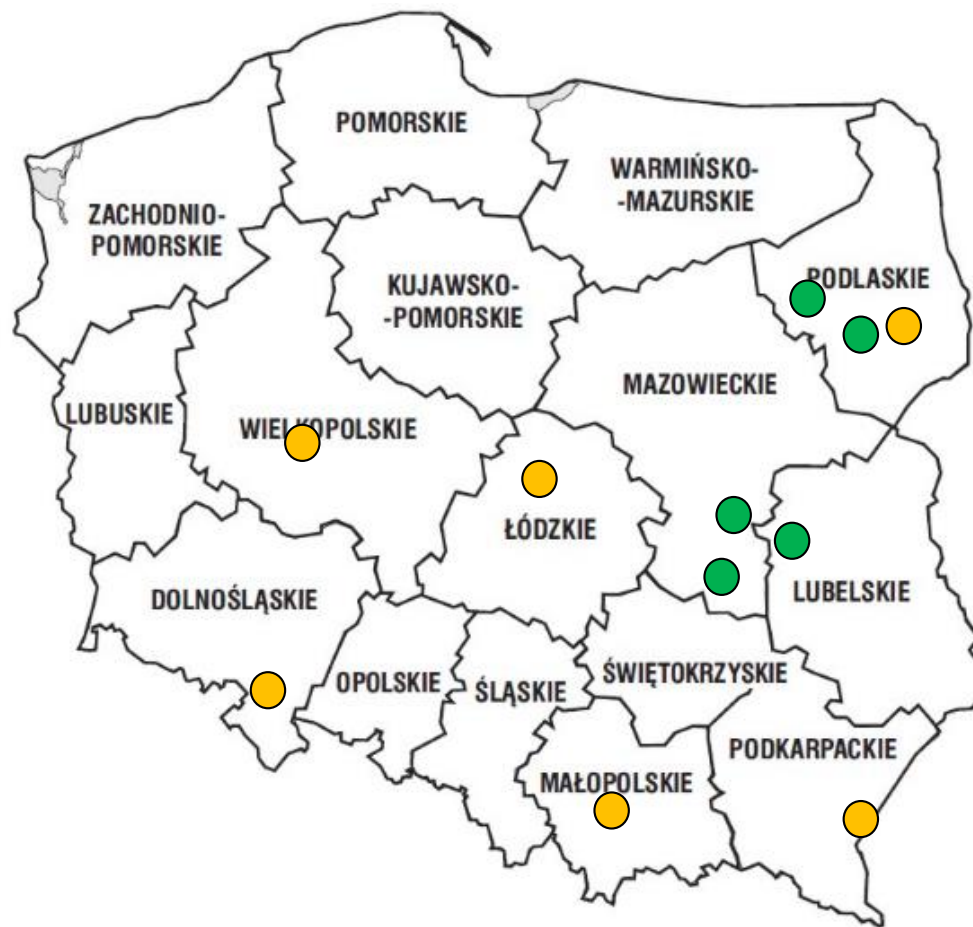 POMORSKIE
WARMIŃSKO-
-MAZURSKIE
ZACHODNIO-
POMORSKIE
PODLASKIE
KUJAWSKO-
-POMORSKIE
MAZOWIECKIE
LUBUSKIE
WIELKOPOLSKIE
ŁÓDZKIE
DOLNOŚLĄSKIE
LUBELSKIE
OPOLSKIE
ŚLĄSKIE
ŚWIĘTOKRZYSKIE
PODKARPACKIE
MAŁOPOLSKIE